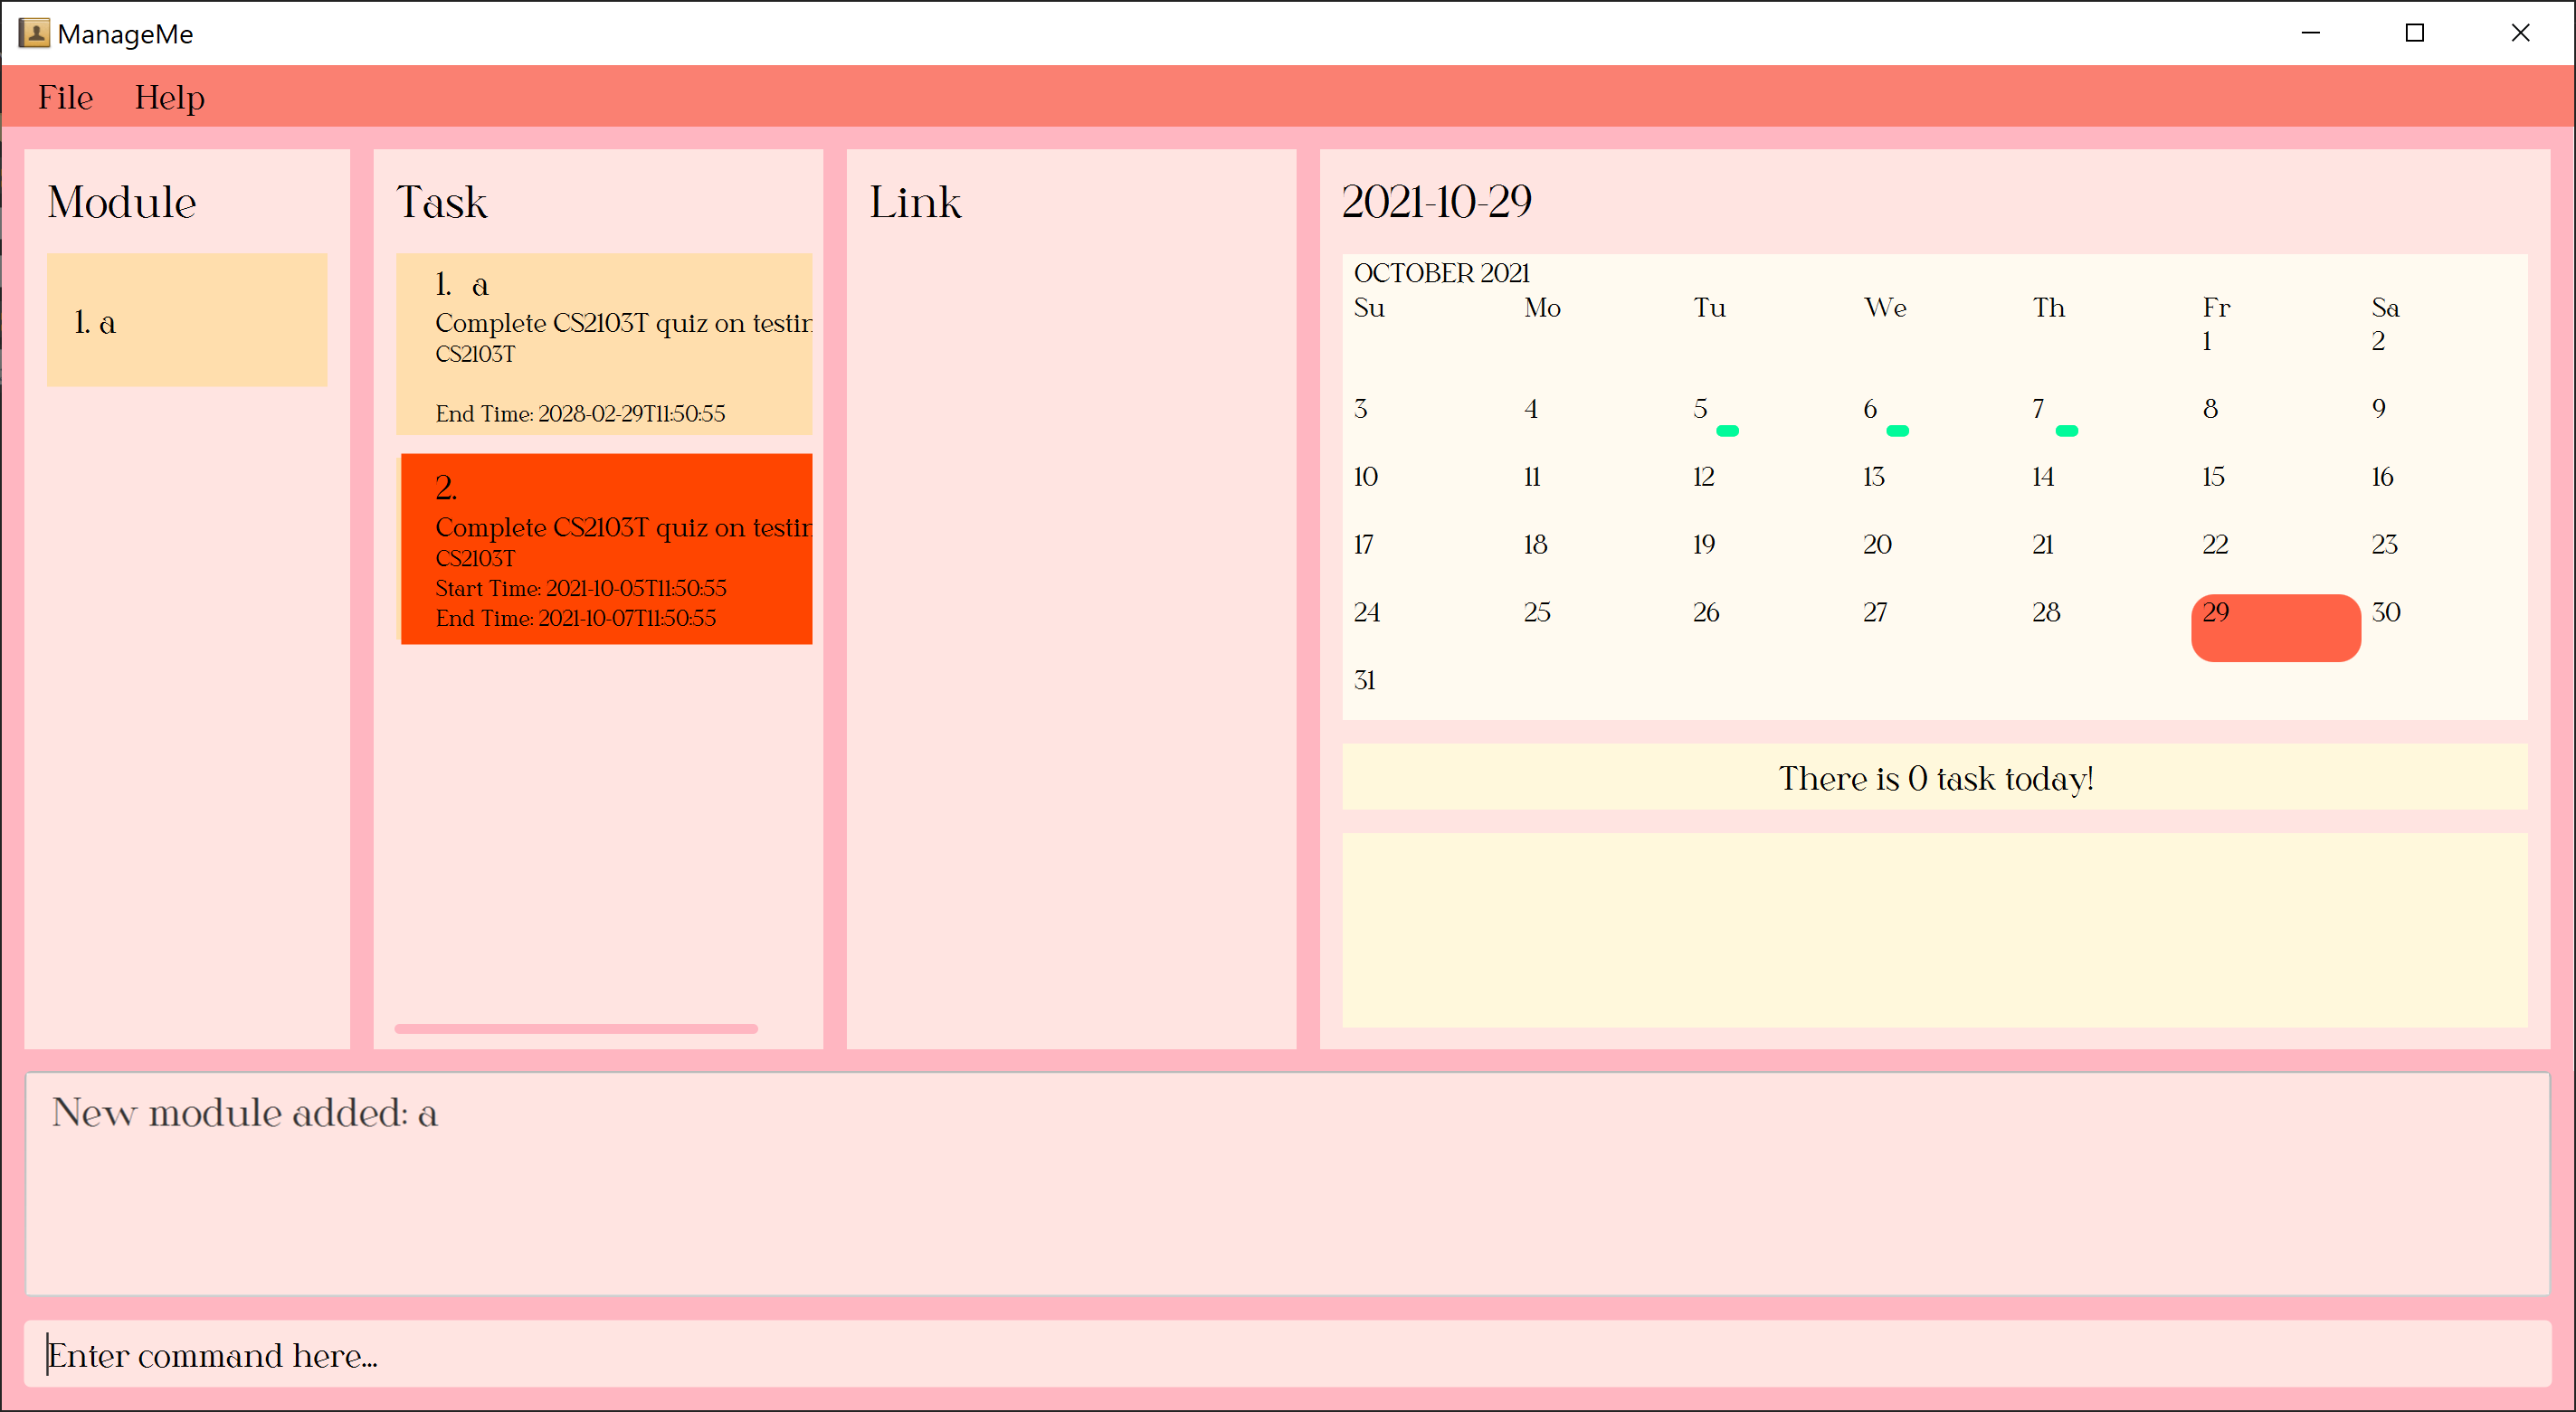 ManageMe
File Help
Module
1. a
Task
1. a
Complete CS2103T quiz on testin
CS2103T
End Time: 2028-02-29T11:50:55
2.
Complete CS2103T quiz on testin
CS2103T
Start Time: 2021-10-05T11:50:55
End Time: 2021-10-07T11:50:55
Link
2021-10-29
OCTOBER 2021
Su Mo Tu We Th Fr Sa
1 2
3 4 5 6 7 8 9
10 11 12 13 14 15 16
17 18 19 20 21 22 23
24 25 26 27 28 29 30
31
There is 0 task today!
New module added: a
Enter command here...